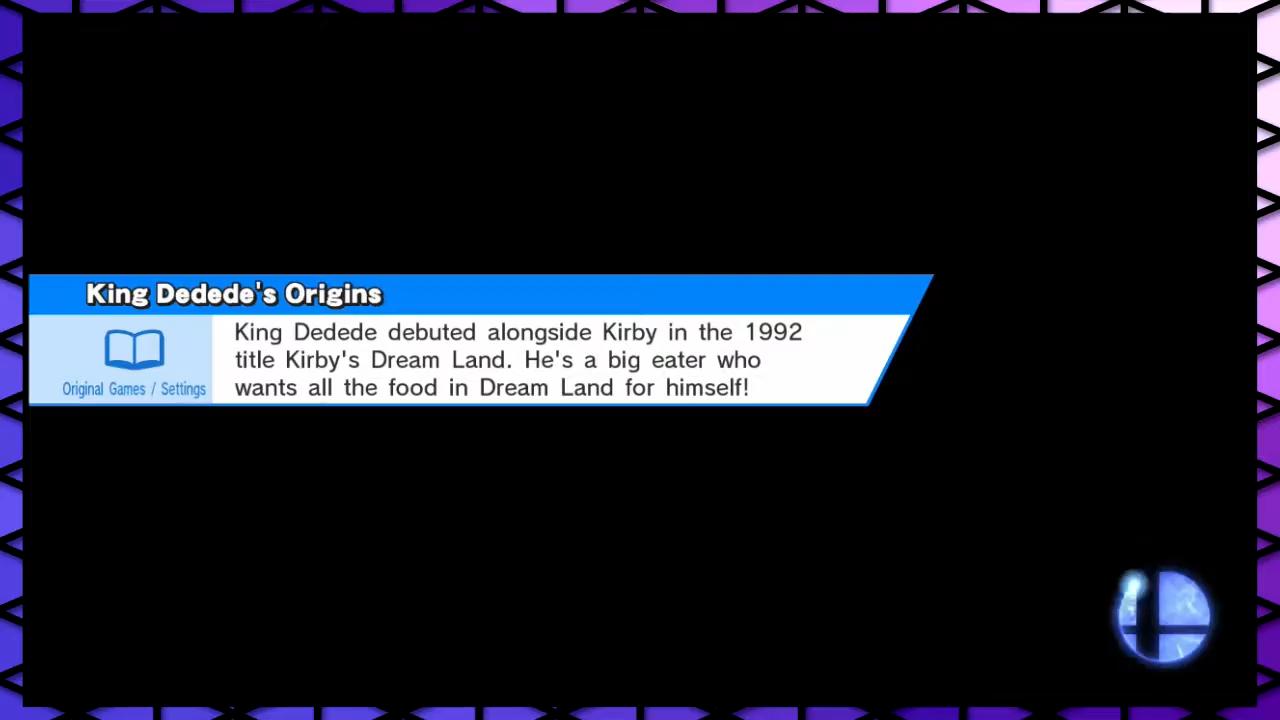 King Dedede's Origins
King Dedede debuted alongside Kirby in the 1992
title Kirby's Dream Land. He's a big eater who
wants all the food in Dream Land for himself!
Original Games / Settings